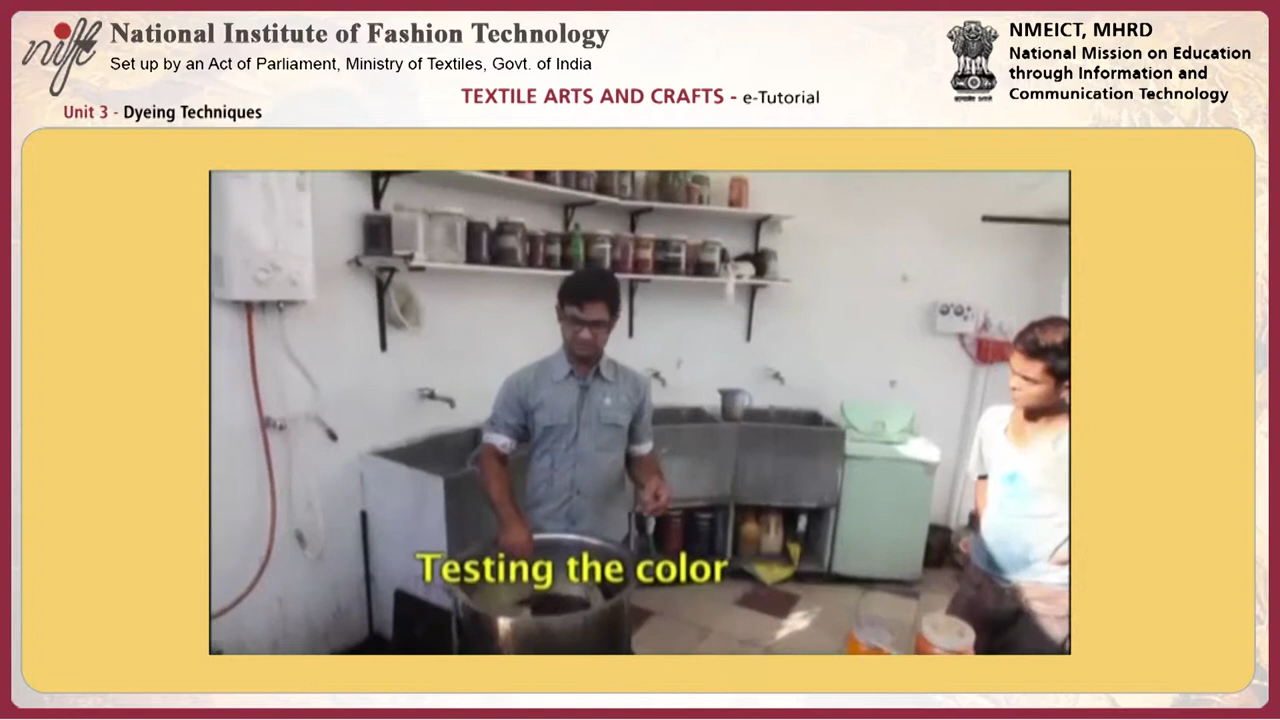 nift
National Institute of Fashion Technology
Set up by an Act of Parliament, Ministry of Textiles, Govt. of India
NMEICT, MHRD
National Mission on Education
through Information and
Communication Technology
TEXTILE ARTS AND CRAFTS - e-Tutorial
Unit 3 - Dyeing Techniques
Testing the color